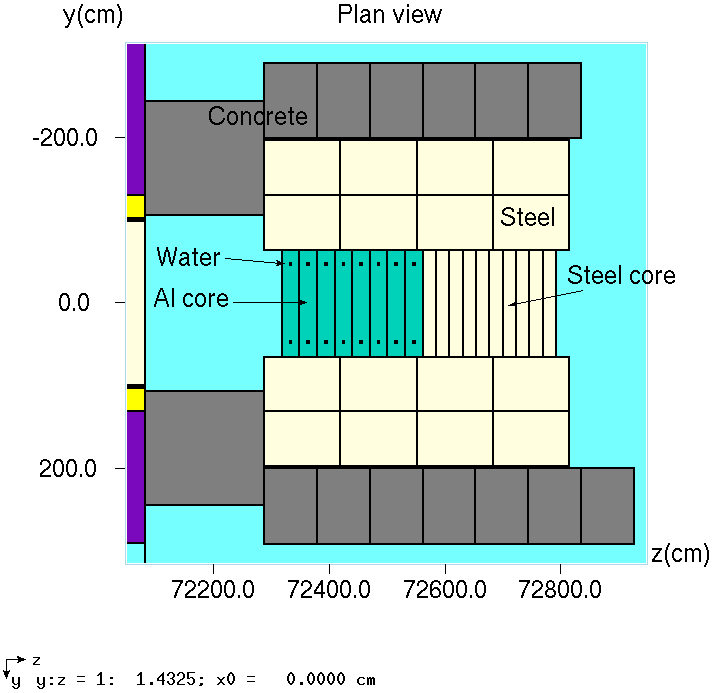 y(cm)
Plan view
Concrete
-200.0
Steel
Water
Steel core
Al core
0.0
200.0
z(cm)
72200.0
72400.0
72600.0
72800.0
z
y y:z = 1: 1.4325; x0 = 0.0000 cm